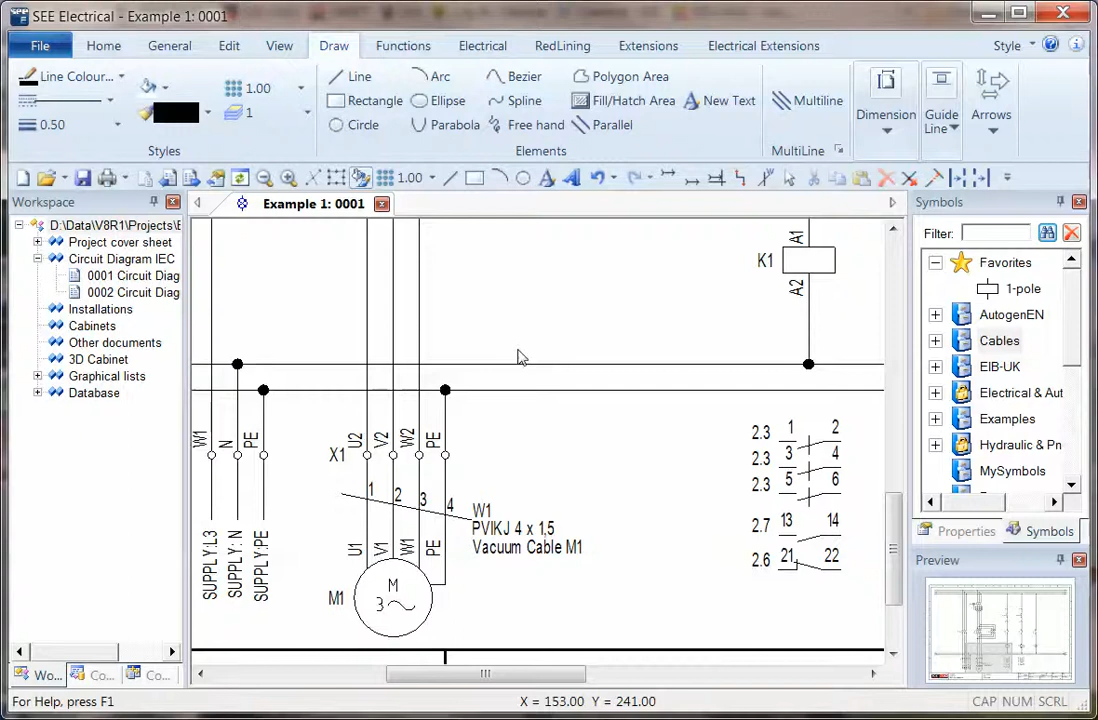 SEE Electrical - Example 1: 0001
File Home General Edit View Draw Functions Electrical RedLining Extensions Electrical Extensions Style
Line Colour... 1.00 Line Arc Bezier Polygon Area
1 Rectangle Ellipse Spline Fill/Hatch Area New Text Multiline Dimension Guide Line Arrows
0.50 Circle Parabola Free hand Parallel
Styles Elements MultiLine
1.00
Workspace Example 1: 0001 Symbols
D:\Data\V8R1\Projects\E
Project cover sheet
Circuit Diagram IEC
0001 Circuit Diag
0002 Circuit Diag
Installations
Cabinets
Other documents
3D Cabinet
Graphical lists
Database
A1
K1
A2
W1 N PE U2 V2 W2 PE
X1
1 2 3 4
W1
PVIKJ 4 x 1,5
Vacuum Cable M1
U1 V1 W1 PE
SUPPLY:L3 SUPPLY:N SUPPLY:PE
M1
M
3
2.3 1 2
2.3 3 4
2.3 5 6
2.7 13 14
2.6 21 22
Filter:
Favorites
1-pole
AutogenEN
Cables
EIB-UK
Electrical & Aut
Examples
Hydraulic & Pn
MySymbols
Properties Symbols
Preview
Wo... Co... Co...
For Help, press F1 X = 153.00 Y = 241.00 CAP NUM SCRL